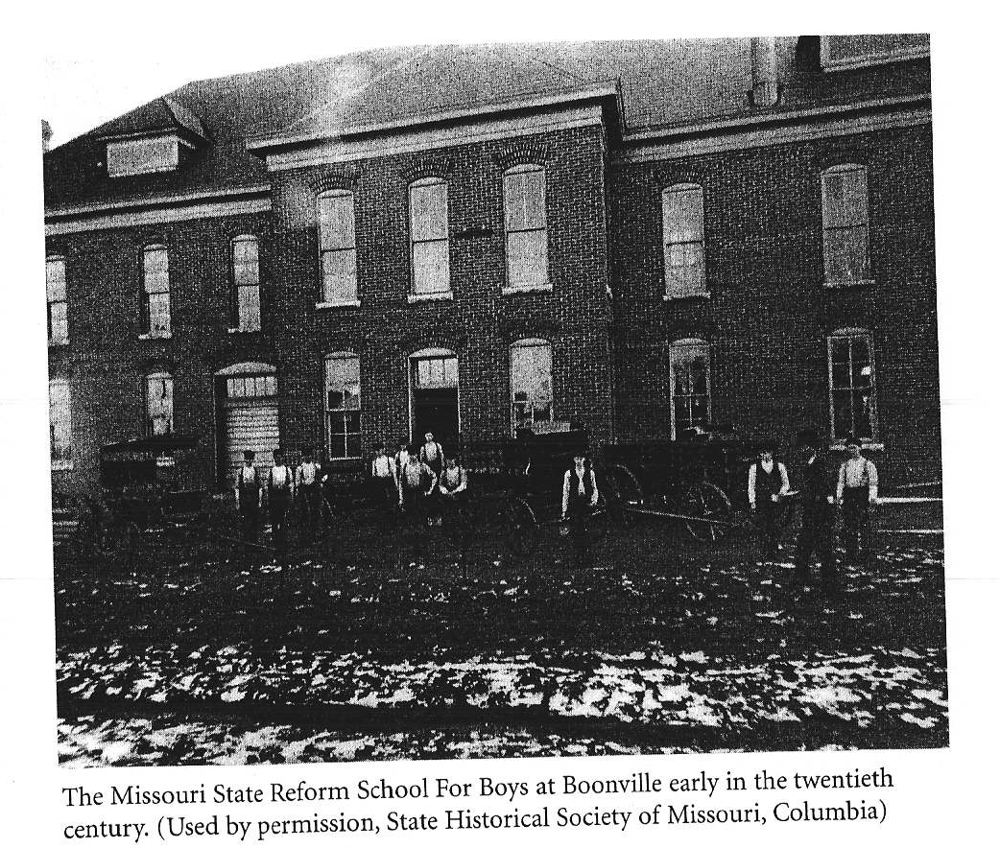 The Missouri State Reform School For Boys at Boonville early in the twentieth
century. (Used by permission, State Historical Society of Missouri, Columbia)